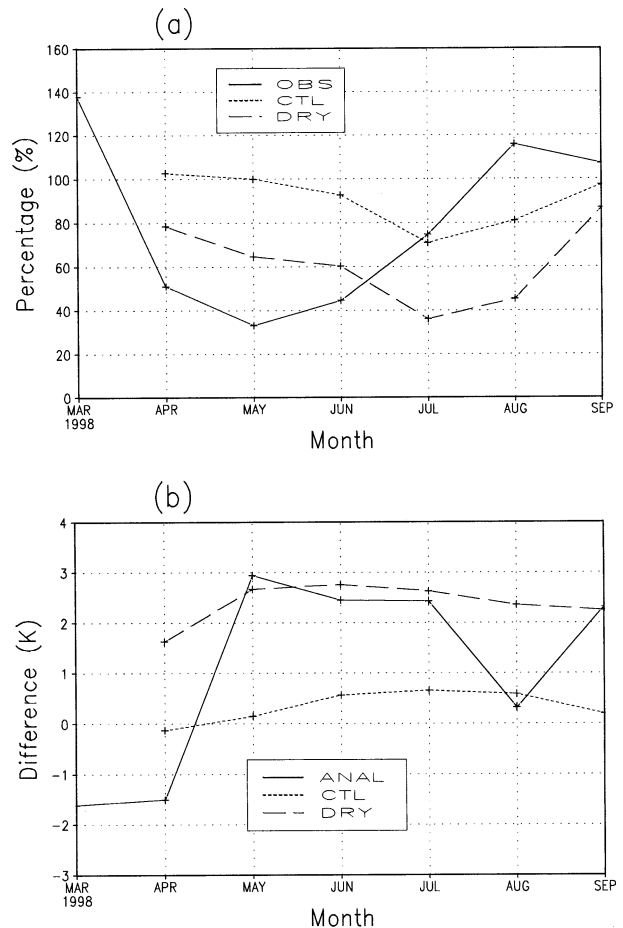 (a)
160
140
120
100
80
60
40
20
0
Percentage (%)
OBS
CTL
DRY
MAR APR MAY JUN JUL AUG SEP
1998
Month
(b)
4
3
2
1
0
-1
-2
-3
Difference (K)
ANAL
CTL
DRY
MAR APR MAY JUN JUL AUG SEP
1998
Month